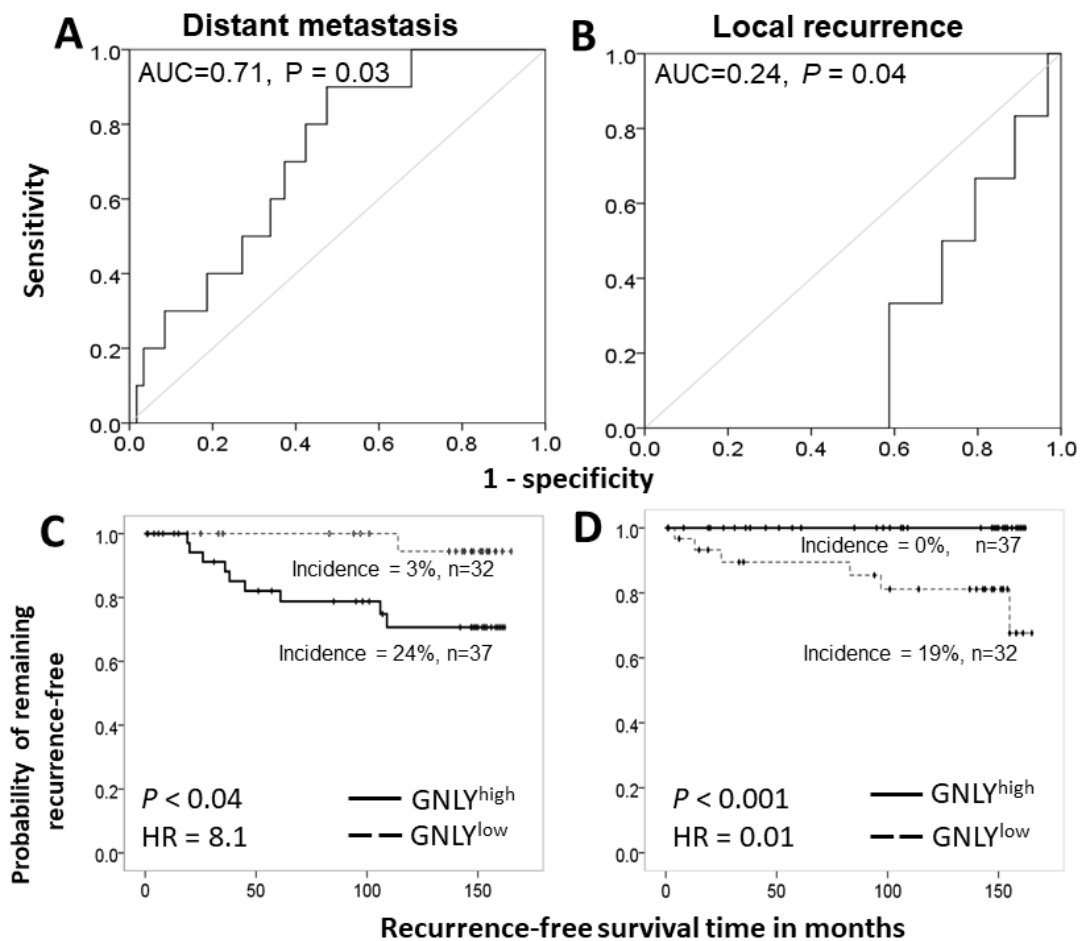 A
Distant metastasis
AUC=0.71, P = 0.03
1.0
0.8
0.6
0.4
0.2
0.0
0.0 0.2 0.4 0.6 0.8 1.0
Sensitivity
B
Local recurrence
AUC=0.24, P = 0.04
1.0
0.8
0.6
0.4
0.2
0.0
0.0 0.2 0.4 0.6 0.8 1.0
1 - specificity
C
1.0
0.8
0.6
0.4
0.2
0.0
Incidence = 3%, n=32
Incidence = 24%, n=37
P < 0.04
HR = 8.1
GNLYhigh
GNLYlow
0 50 100 150
Probability of remaining
recurrence-free
D
1.0
0.8
0.6
0.4
0.2
0.0
Incidence = 0%, n=37
Incidence = 19%, n=32
P < 0.001
HR = 0.01
GNLYhigh
GNLYlow
0 50 100 150
Recurrence-free survival time in months